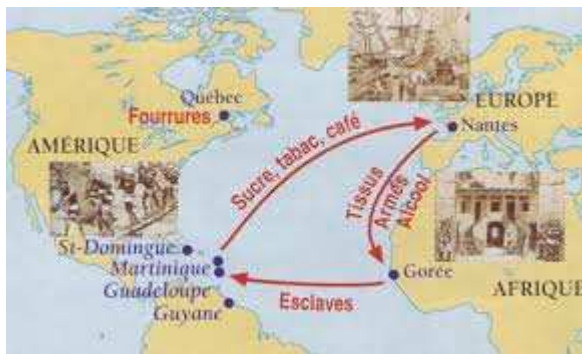 Québec
Fourrures
AMÉRIQUE
EUROPE
Nantes
Sucre, tabac, café
Tissus
Armes
Alcool
St-Domingue
Martinique
Guadeloupe
Guyane
Esclaves
Gorée
AFRIQUE